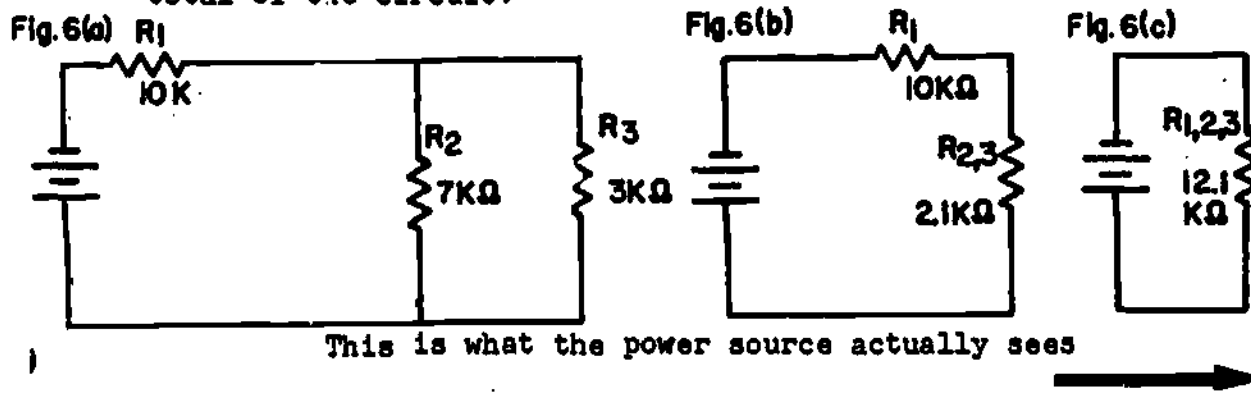 Fig.6(a) R1
10K
R2
7KΩ
R3
3KΩ
Fig.6(b) R1
10KΩ
R2,3
2.1KΩ
Fig.6(c)
R1,2,3
12.1
KΩ
This is what the power source actually sees